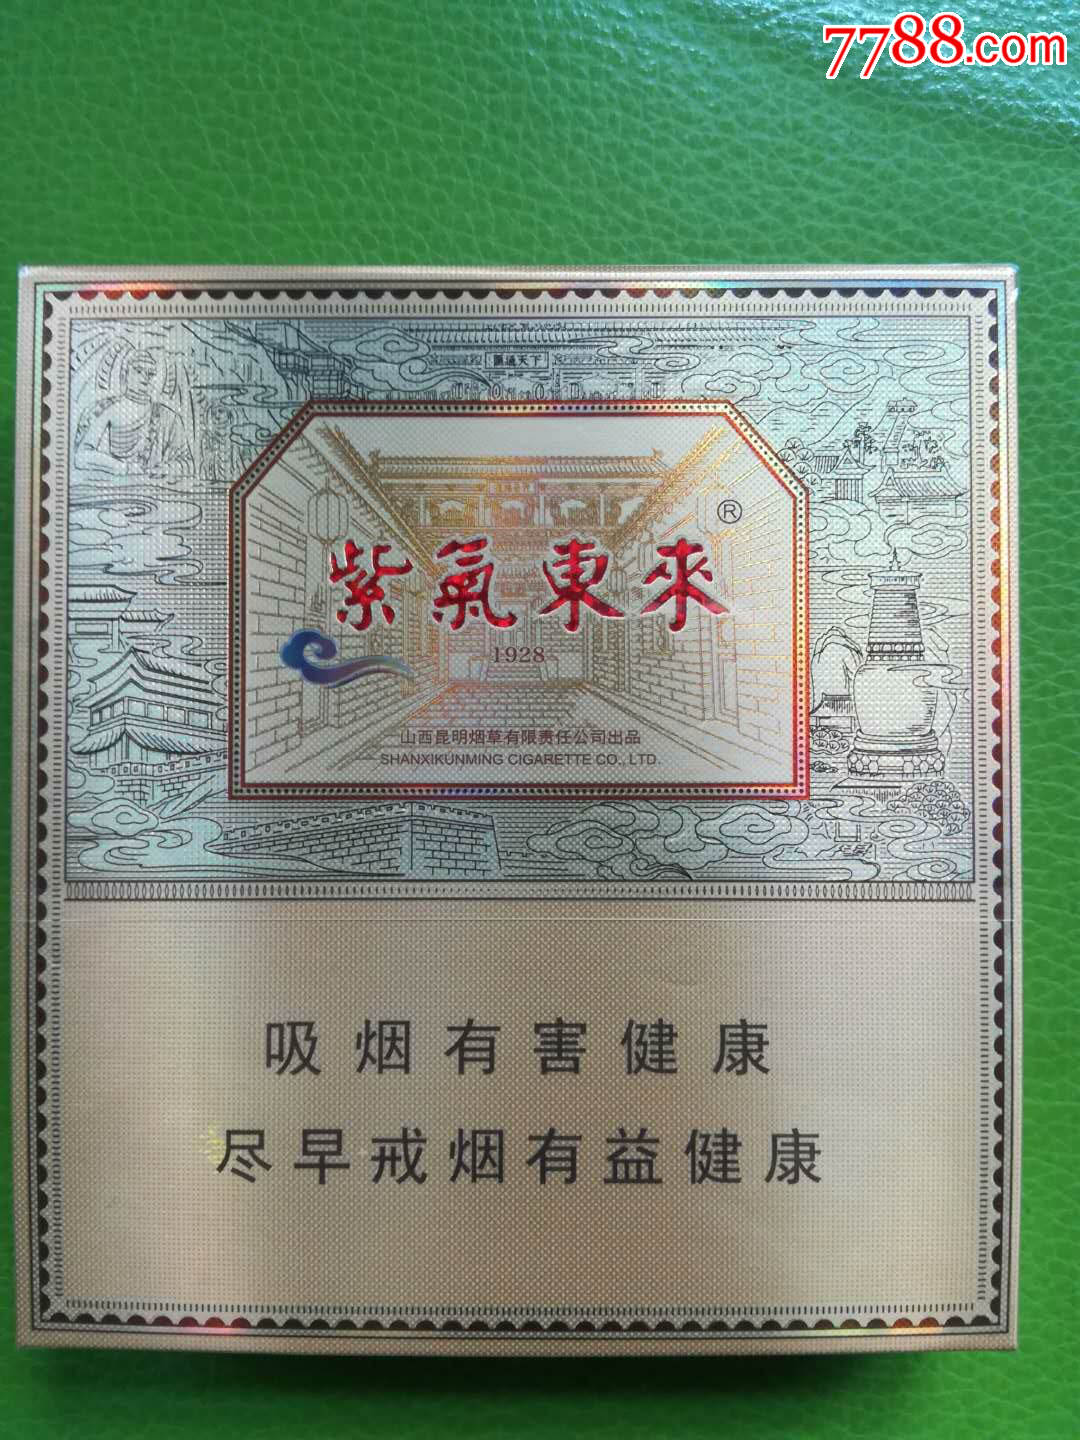 7788.com
匯通天下
紫氣東來®
1928
山西昆明烟草有限责任公司出品
SHANXIKUNMING CIGARETTE CO., LTD.
吸烟有害健康
尽早戒烟有益健康